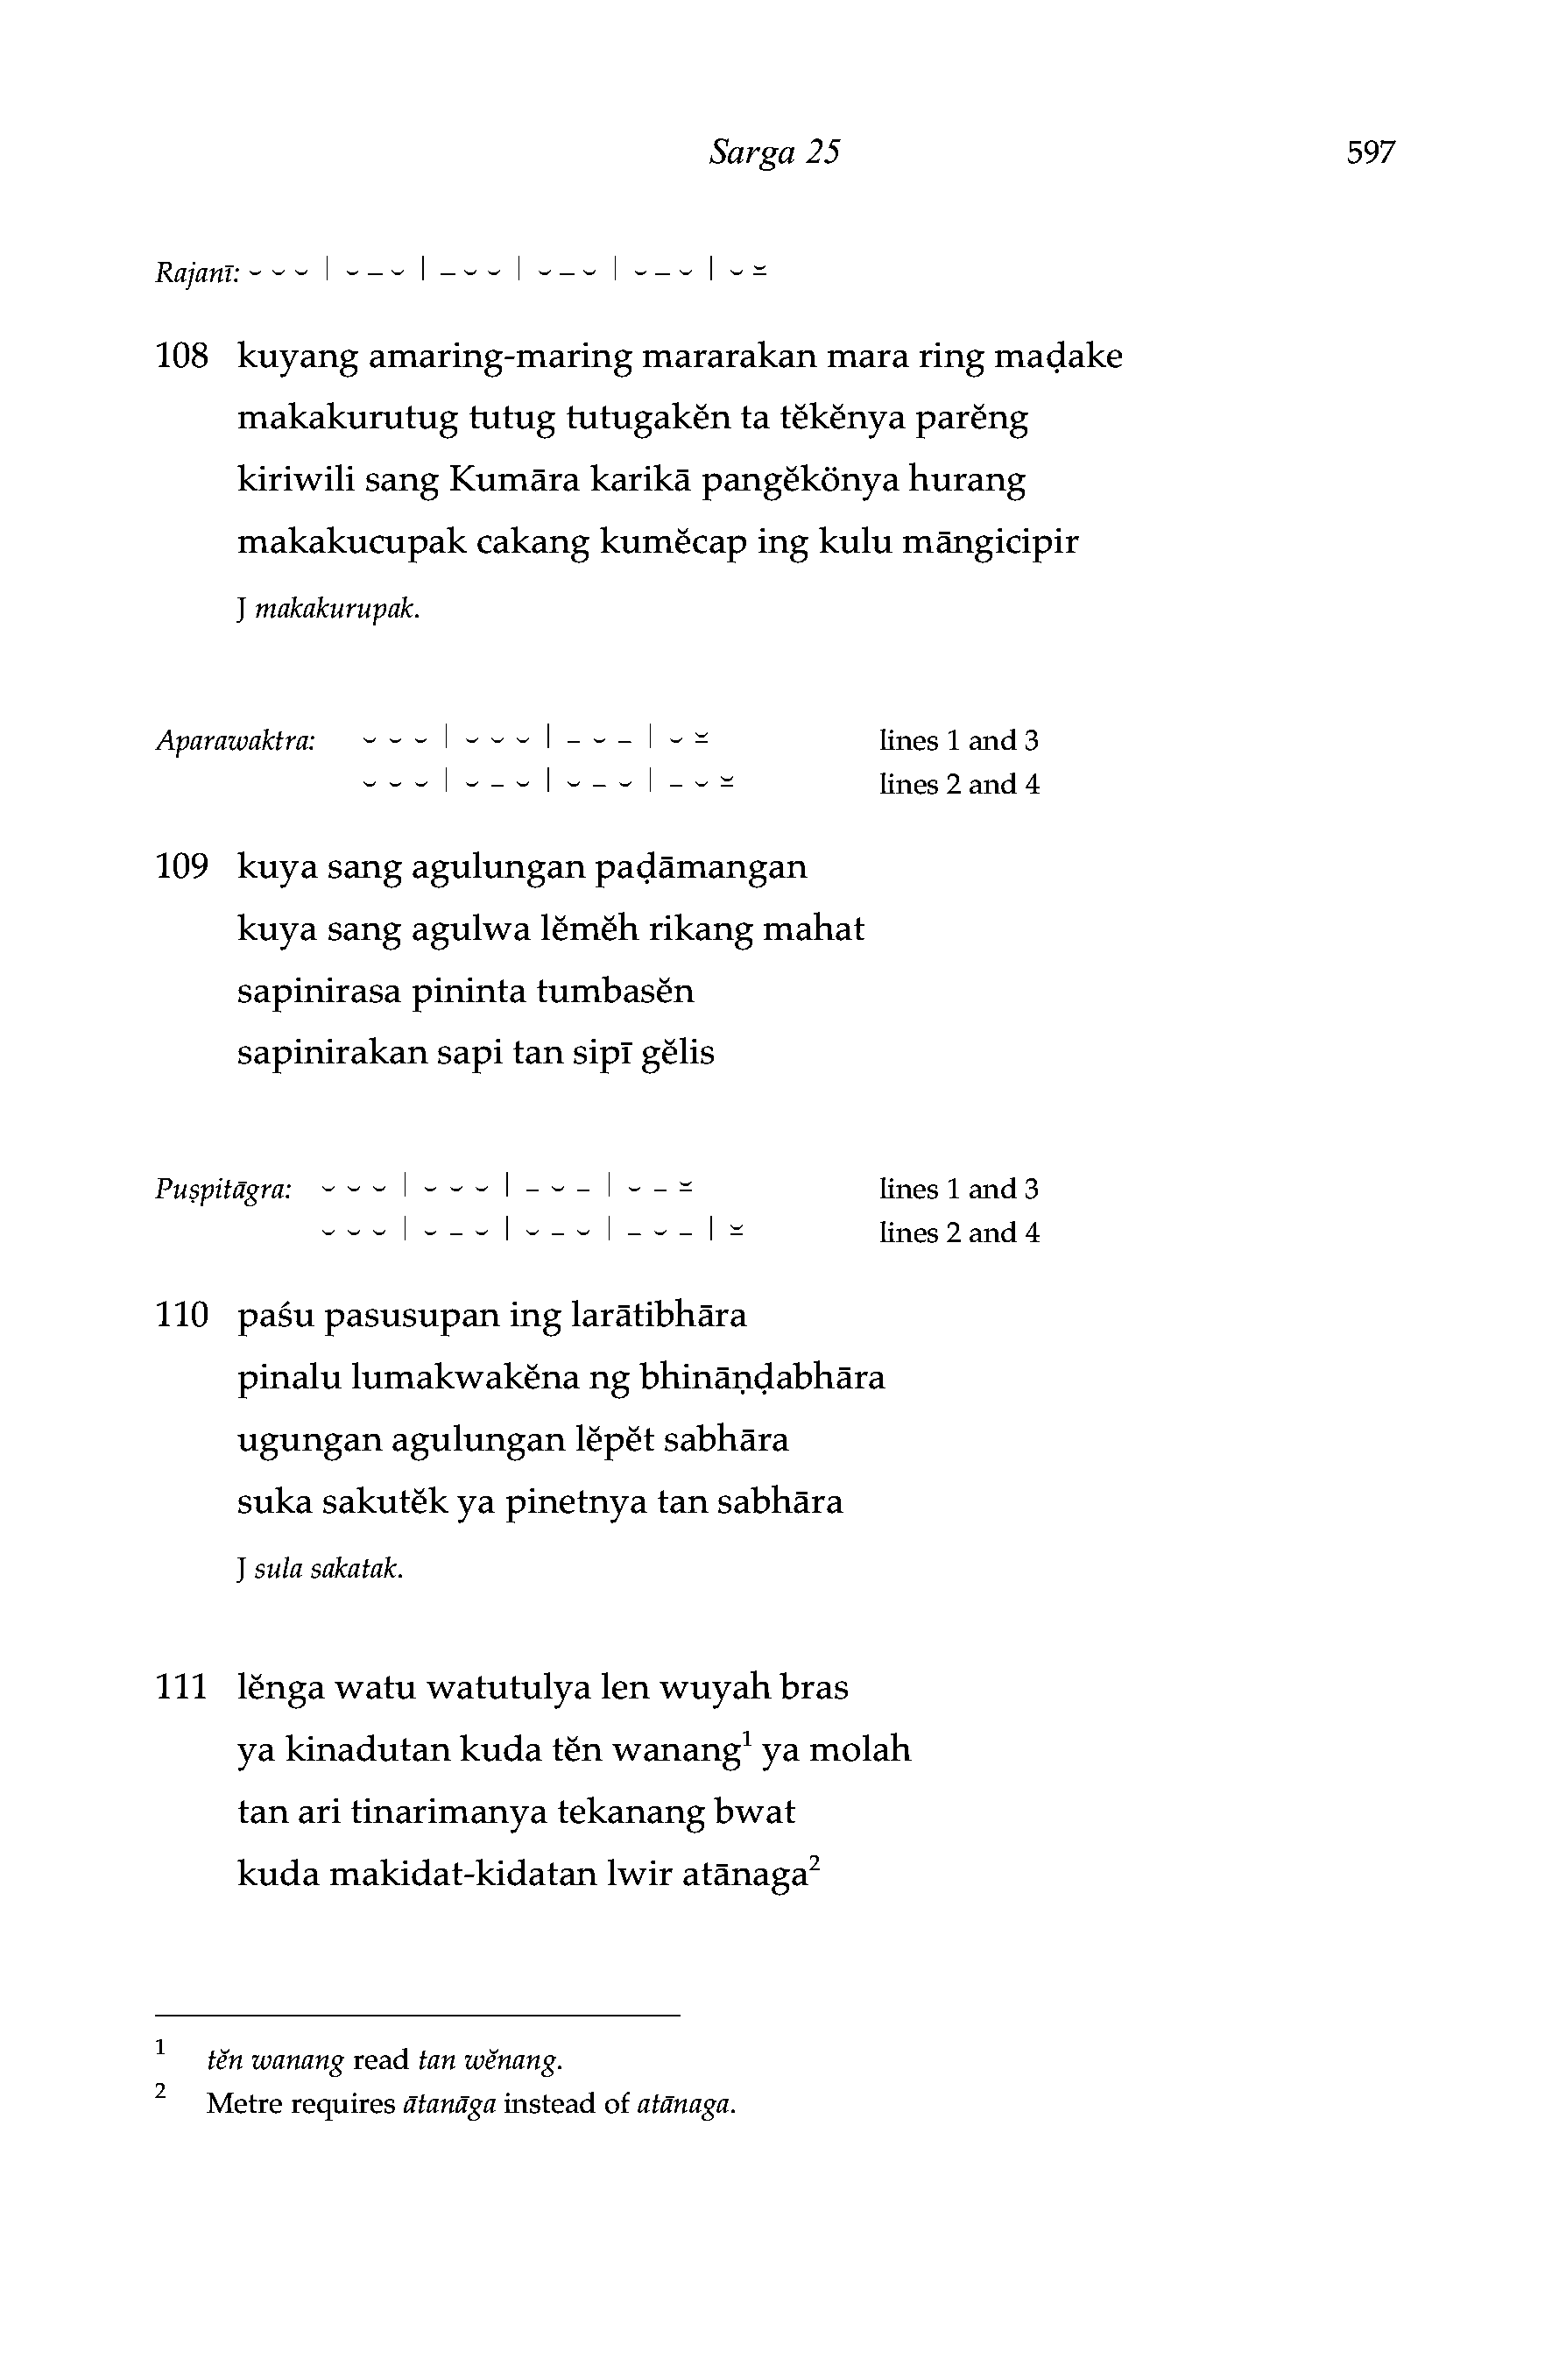 Sarga 25 597
Rajanī: ⏑ ⏑ ⏑ | ⏑ – ⏑ | – ⏑ ⏑ | ⏑ – ⏑ | ⏑ – ⏑ | ⏑ ⏓
108 kuyang amaring-maring mararakan mara ring maḍake
makakurutug tutug tutugakĕn ta tĕkĕnya parĕng
kiriwili sang Kumāra karikā pangĕkönya hurang
makakucupak cakang kumĕcap ing kulu māngicipir
J makakurupak.
Aparawaktra: ⏑ ⏑ ⏑ | ⏑ ⏑ ⏑ | – ⏑ – | ⏑ ⏓ lines 1 and 3
⏑ ⏑ ⏑ | ⏑ – ⏑ | ⏑ – ⏑ | – ⏑ ⏓ lines 2 and 4
109 kuya sang agulungan paḍāmangan
kuya sang agulwa lĕmĕh rikang mahat
sapinirasa pininta tumbasĕn
sapinirakan sapi tan sipī gĕlis
Puṣpitāgra: ⏑ ⏑ ⏑ | ⏑ ⏑ ⏑ | – ⏑ – | ⏑ – ⏓ lines 1 and 3
⏑ ⏑ ⏑ | ⏑ – ⏑ | ⏑ – ⏑ | – ⏑ – | ⏓ lines 2 and 4
110 paśu pasusupan ing larātibhāra
pinalu lumakwakĕna ng bhināṇḍabhāra
ugungan agulungan lĕpĕt sabhāra
suka sakutĕk ya pinetnya tan sabhāra
J sula sakatak.
111 lĕnga watu watutulya len wuyah bras
ya kinadutan kuda tĕn wanang¹ ya molah
tan ari tinarimanya tekanang bwat
kuda makidat-kidatan lwir atānaga²
¹ tĕn wanang read tan wĕnang.
² Metre requires ātanāga instead of atānaga.